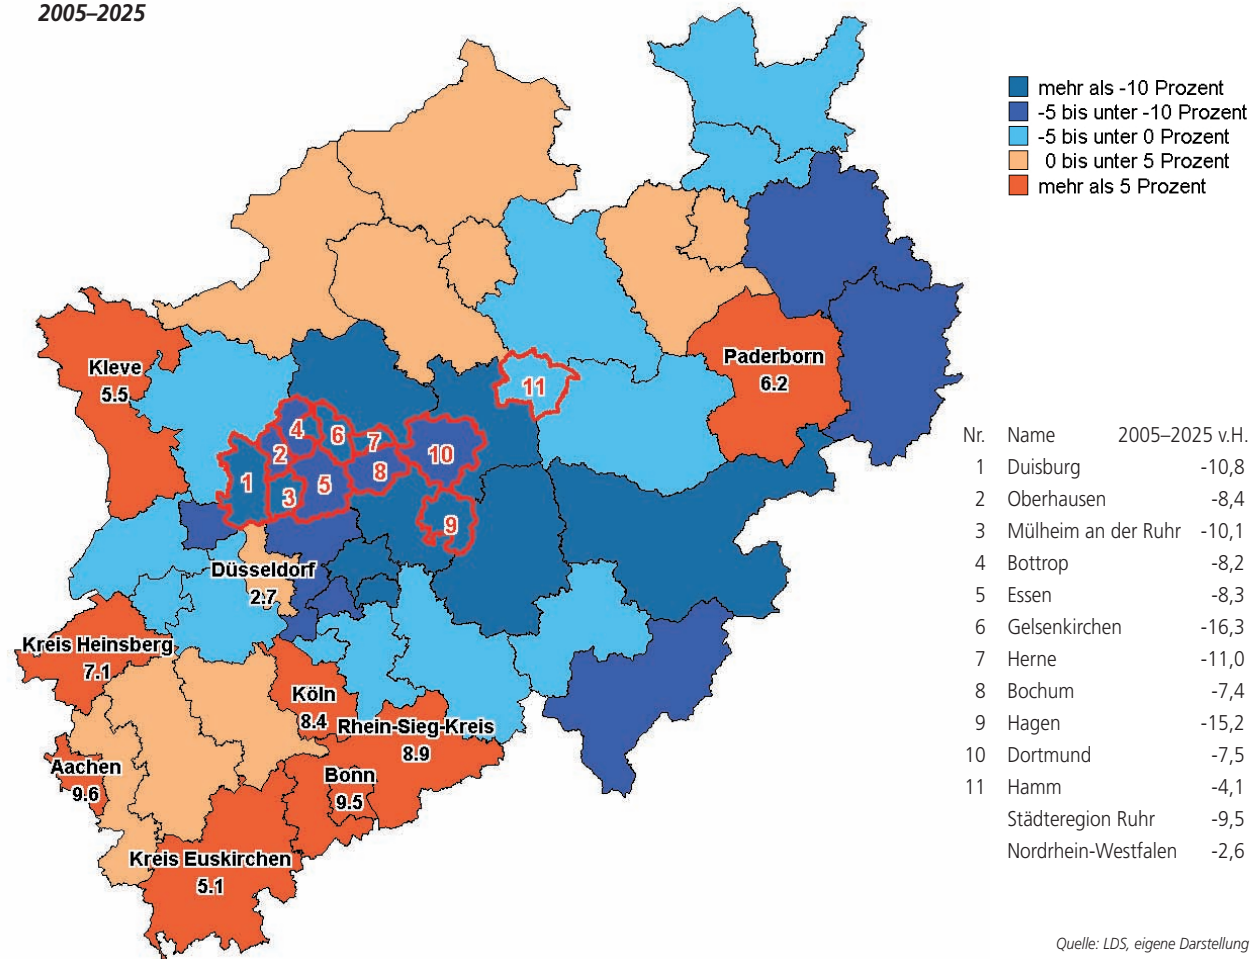 2005–2025
mehr als -10 Prozent
-5 bis unter -10 Prozent
-5 bis unter 0 Prozent
0 bis unter 5 Prozent
mehr als 5 Prozent
Kleve
5.5
Paderborn
6.2
11
4
6
7
10
2
8
1
5
3
9
Düsseldorf
2.7
Kreis Heinsberg
7.1
Köln
8.4
Rhein-Sieg-Kreis
8.9
Aachen
9.6
Bonn
9.5
Kreis Euskirchen
5.1
Nr. Name 2005–2025 v.H.
1 Duisburg -10,8
2 Oberhausen -8,4
3 Mülheim an der Ruhr -10,1
4 Bottrop -8,2
5 Essen -8,3
6 Gelsenkirchen -16,3
7 Herne -11,0
8 Bochum -7,4
9 Hagen -15,2
10 Dortmund -7,5
11 Hamm -4,1
Städteregion Ruhr -9,5
Nordrhein-Westfalen -2,6
Quelle: LDS, eigene Darstellung